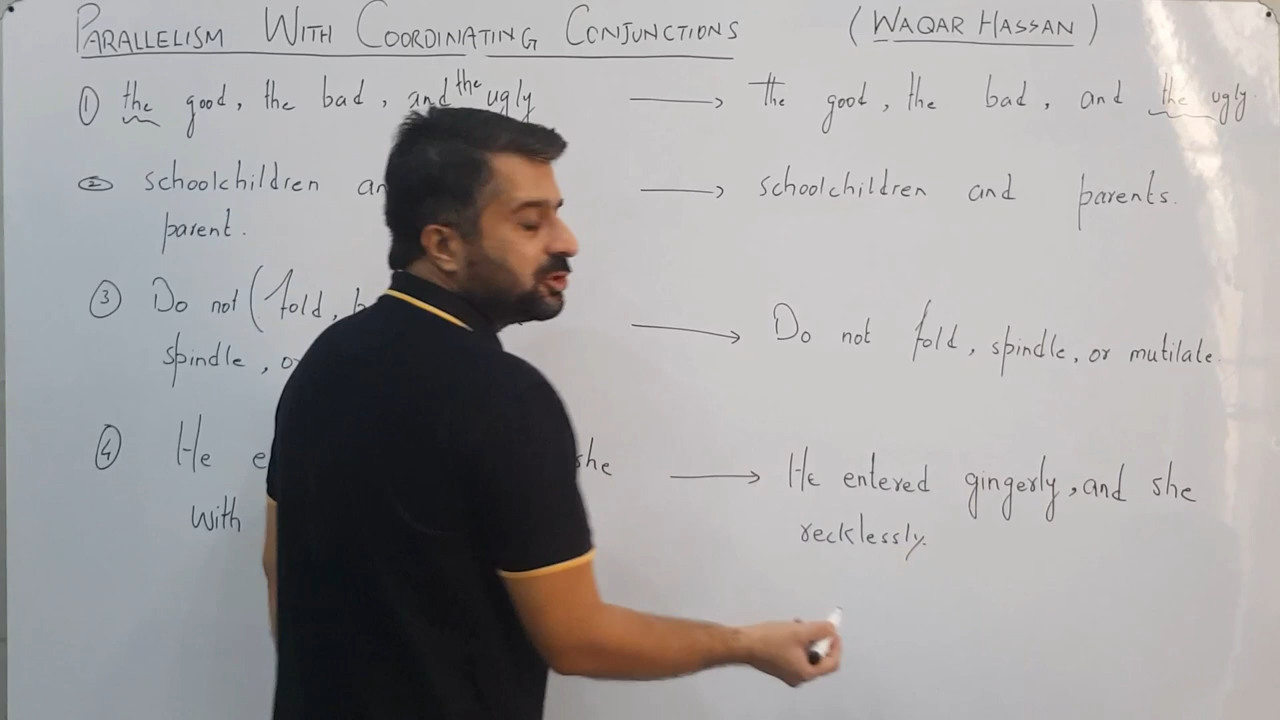 PARALLELISM WITH COORDINATING CONJUNCTIONS (WAQAR HASSAN)
① the good, the bad, and the ugly → The good, the bad, and the ugly.
② schoolchildren → schoolchildren and parents.
parent.
③ Do not (fold, → Do not fold, spindle, or mutilate.
spindle,
④ He she → He entered gingerly, and she
with recklessly.